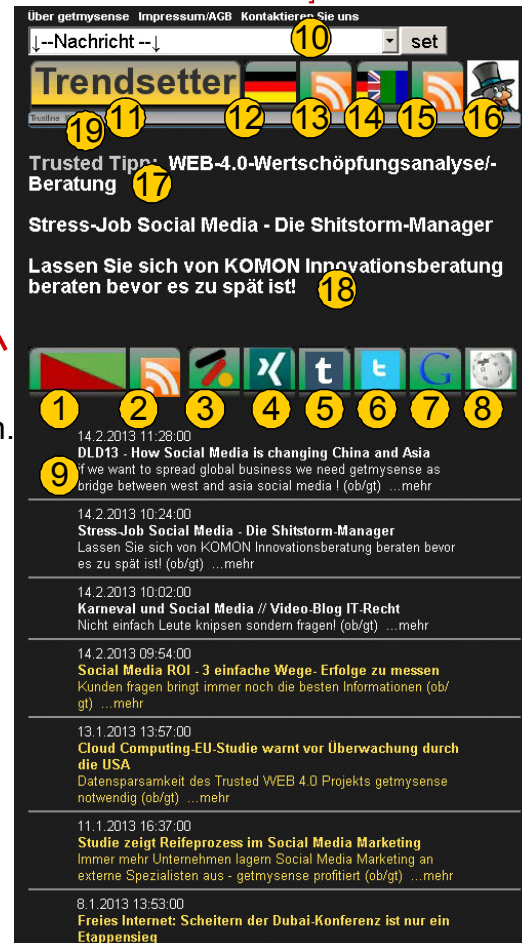 Über getmysense Impressum/AGB Kontaktieren Sie uns
↓--Nachricht --↓
set
10
Trendsetter
Trustline
19
11
12
13
14
15
16
Trusted Tipp: WEB-4.0-Wertschöpfungsanalyse/-
Beratung
17
Stress-Job Social Media - Die Shitstorm-Manager
Lassen Sie sich von KOMON Innovationsberatung
beraten bevor es zu spät ist!
18
t
t
G
1
2
3
4
5
6
7
8
n.
14.2.2013 11:28:00
DLD13 - How Social Media is changing China and Asia
9
if we want to spread global business we need getmysense as
bridge between west and asia social media ! (ob/gt) ...mehr
14.2.2013 10:24:00
Stress-Job Social Media - Die Shitstorm-Manager
Lassen Sie sich von KOMON Innovationsberatung beraten bevor
es zu spät ist! (ob/gt) ...mehr
14.2.2013 10:02:00
Karneval und Social Media // Video-Blog IT-Recht
Nicht einfach Leute knipsen sondern fragen! (ob/gt) ...mehr
14.2.2013 09:54:00
Social Media ROI - 3 einfache Wege- Erfolge zu messen
Kunden fragen bringt immer noch die besten Informationen (ob/
gt) ...mehr
13.1.2013 13:57:00
Cloud Computing-EU-Studie warnt vor Überwachung durch
die USA
Datensparsamkeit des Trusted WEB 4.0 Projekts getmysense
notwendig (ob/gt) ...mehr
11.1.2013 16:37:00
Studie zeigt Reifeprozess im Social Media Marketing
Immer mehr Unternehmen lagern Social Media Marketing an
externe Spezialisten aus - getmysense profitiert (ob/gt) ...mehr
8.1.2013 13:53:00
Freies Internet: Scheitern der Dubai-Konferenz ist nur ein
Etappensieg